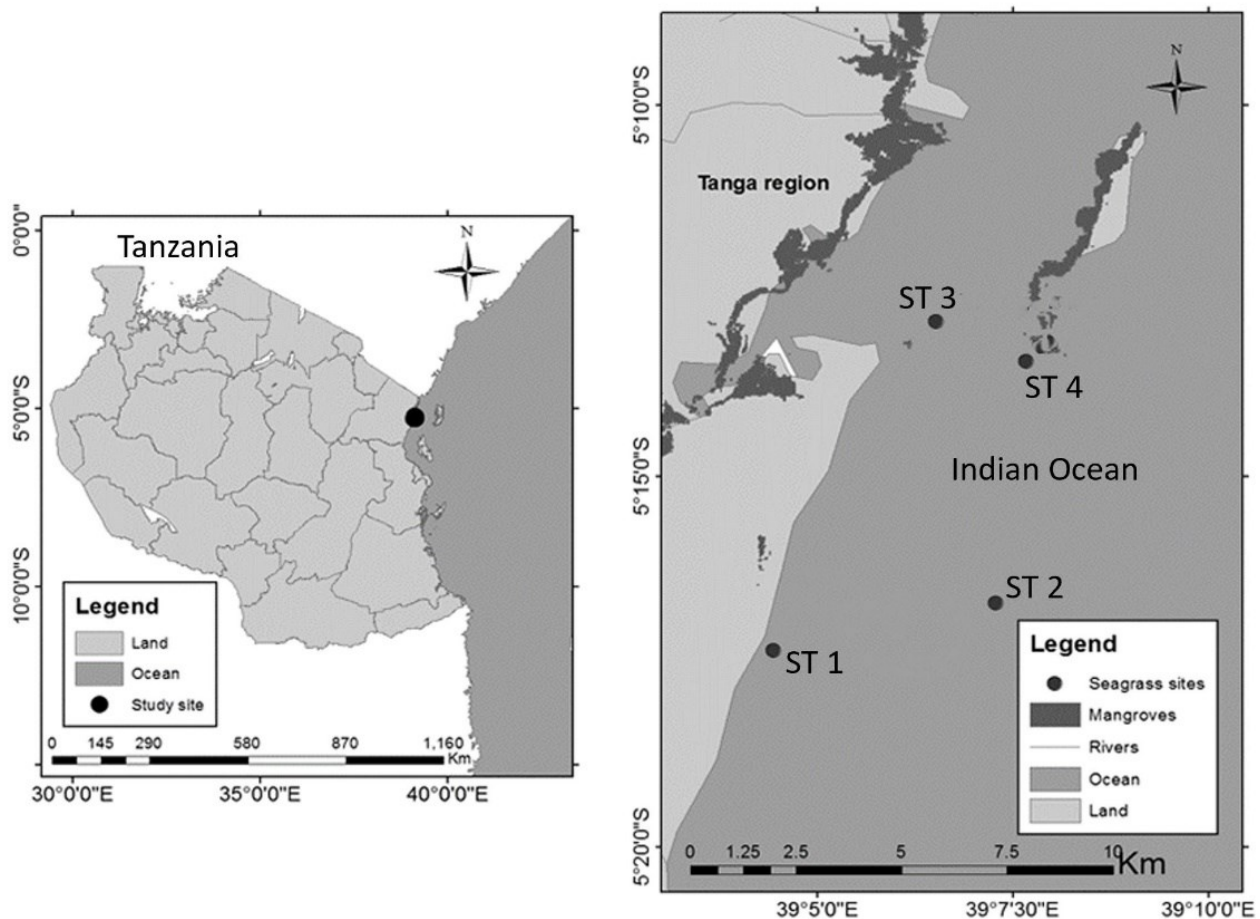 Tanzania
N
0°0'0"
5°0'0"S
10°0'0"S
Legend
Land
Ocean
Study site
0 145 290 580 870 1,160
Km
30°0'0"E 35°0'0"E 40°0'0"E
N
5°10'0"S
5°15'0"S
5°20'0"S
Tanga region
ST 3
ST 4
Indian Ocean
ST 2
ST 1
Legend
Seagrass sites
Mangroves
Rivers
Ocean
Land
0 1.25 2.5 5 7.5 10 Km
39°5'0"E 39°7'30"E 39°10'0"E